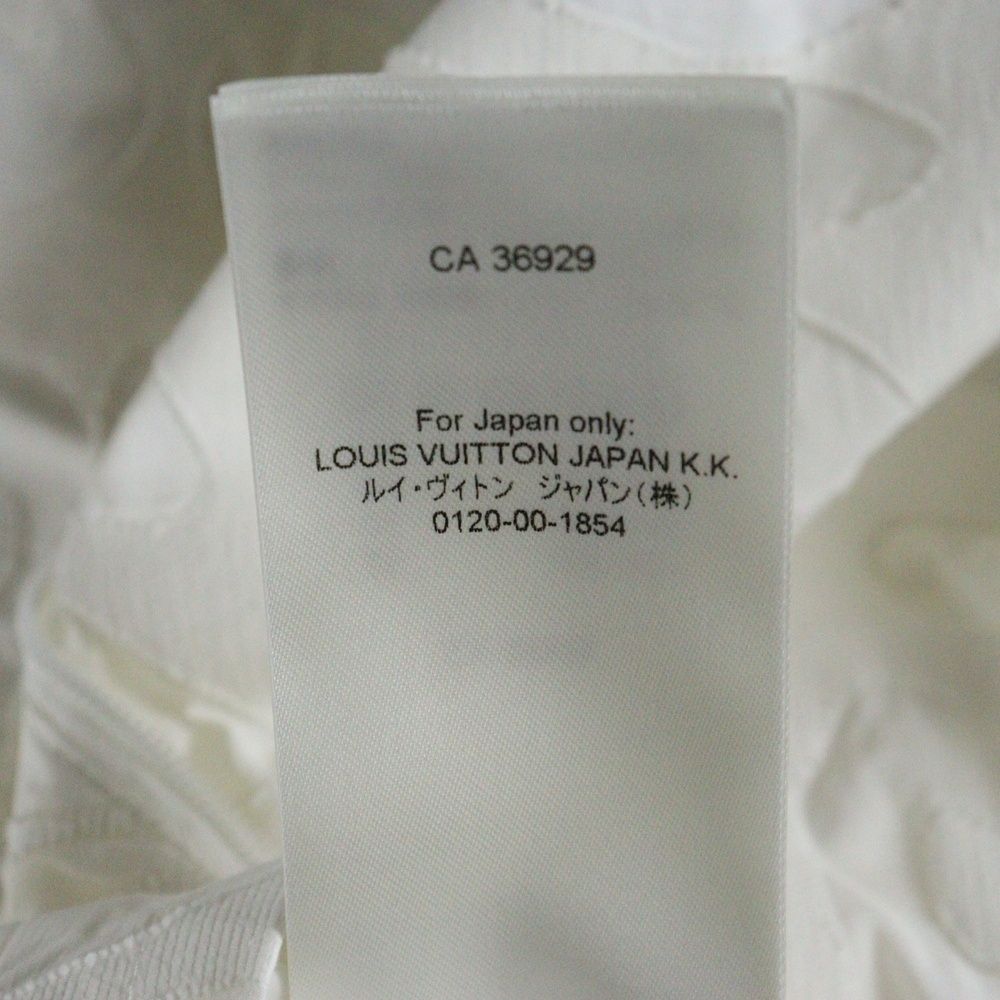 CA 36929
For Japan only:
LOUIS VUITTON JAPAN K.K.
ルイ・ヴィトン　ジャパン(株)
0120-00-1854